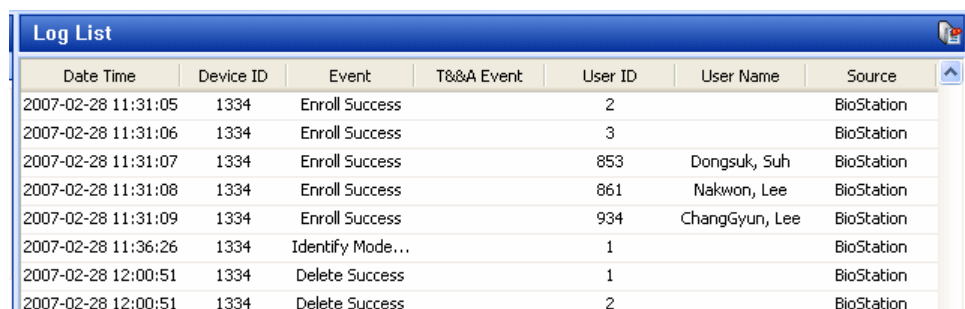 Log List
Date Time Device ID Event T&&A Event User ID User Name Source
2007-02-28 11:31:05 1334 Enroll Success 2 BioStation
2007-02-28 11:31:06 1334 Enroll Success 3 BioStation
2007-02-28 11:31:07 1334 Enroll Success 853 Dongsuk, Suh BioStation
2007-02-28 11:31:08 1334 Enroll Success 861 Nakwon, Lee BioStation
2007-02-28 11:31:09 1334 Enroll Success 934 ChangGyun, Lee BioStation
2007-02-28 11:36:26 1334 Identify Mode... 1 BioStation
2007-02-28 12:00:51 1334 Delete Success 1 BioStation
2007-02-28 12:00:51 1334 Delete Success 2 BioStation